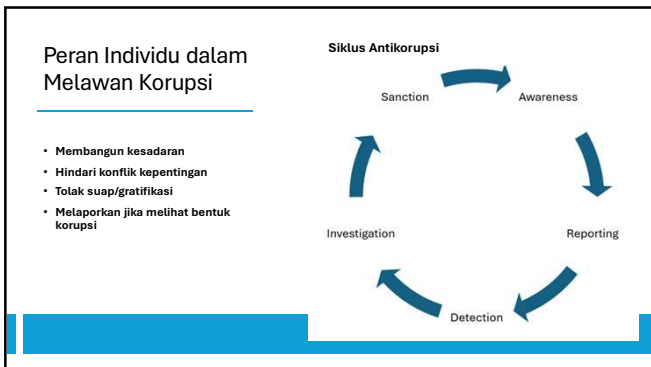 Peran Individu dalam
Melawan Korupsi
• Membangun kesadaran
• Hindari konflik kepentingan
• Tolak suap/gratifikasi
• Melaporkan jika melihat bentuk
korupsi
Siklus Antikorupsi
Sanction
Awareness
Investigation
Reporting
Detection